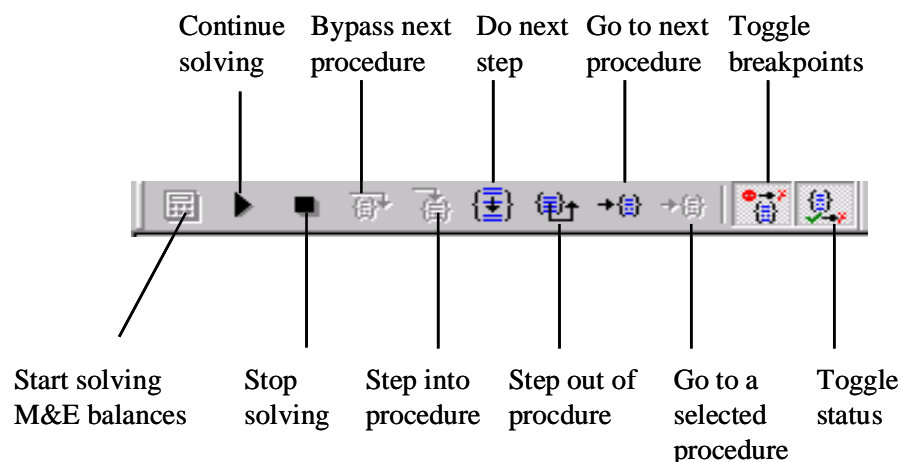 Continue
solving
Bypass next
procedure
Do next
step
Go to next
procedure
Toggle
breakpoints
Start solving
M&E balances
Stop
solving
Step into
procedure
Step out of
procdure
Go to a
selected
procedure
Toggle
status